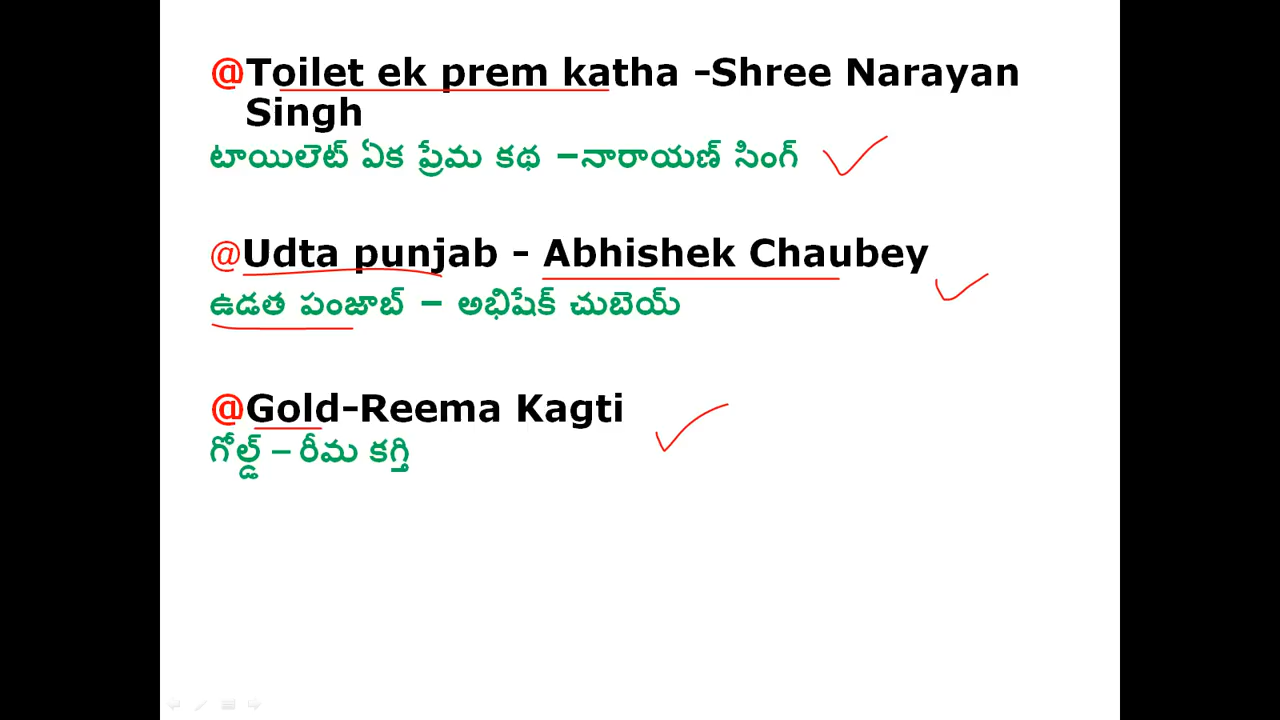 @Toilet ek prem katha -Shree Narayan
Singh
టాయిలెట్ ఏక ప్రేమ కథ –నారాయణ్ సింగ్
@Udta punjab - Abhishek Chaubey
ఉడత పంజాబ్ – అభిషేక్ చుబెయ్
@Gold-Reema Kagti
గోల్డ్ – రీమ కగ్తి